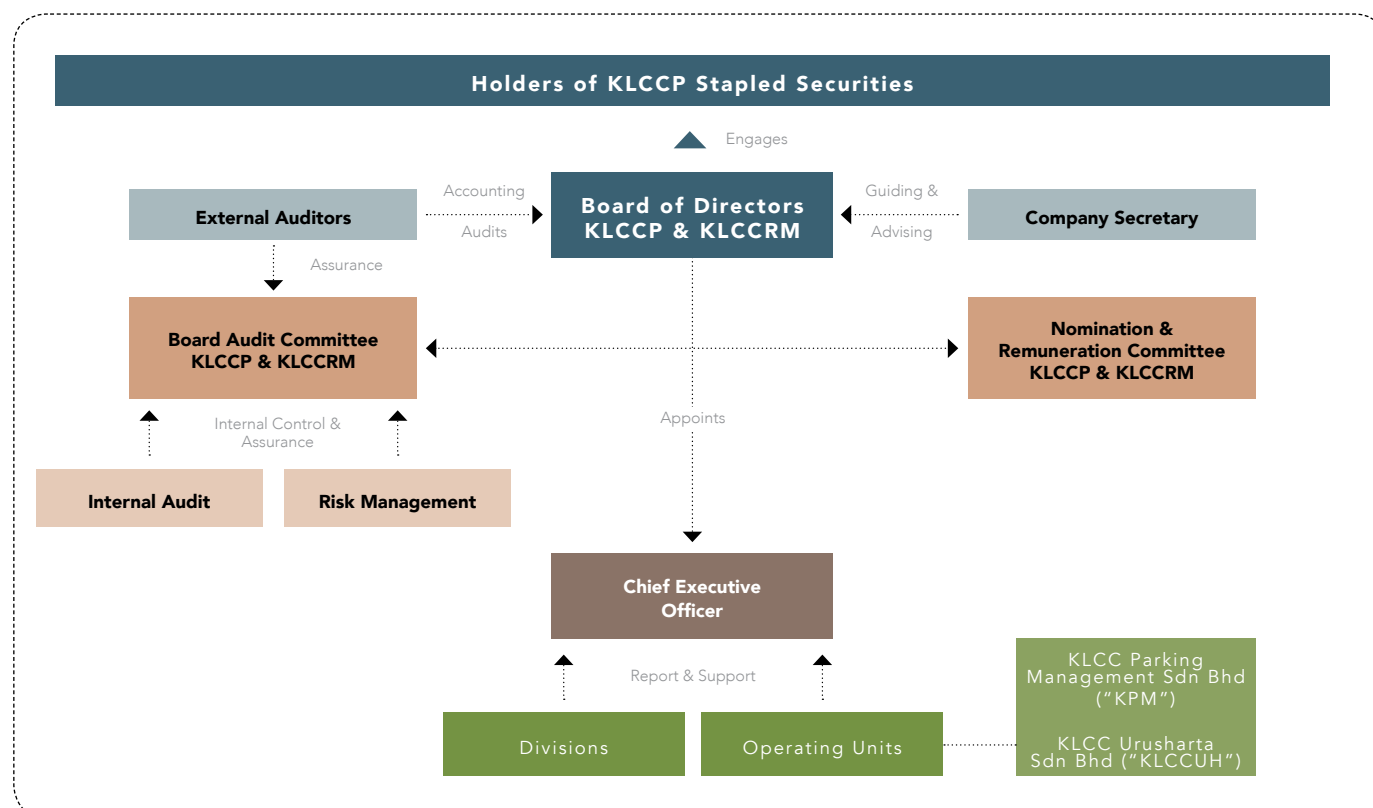 Holders of KLCCP Stapled Securities
Engages
External Auditors
Accounting
Audits
Board of Directors
KLCCP & KLCCRM
Guiding &
Advising
Company Secretary
Assurance
Board Audit Committee
KLCCP & KLCCRM
Nomination &
Remuneration Committee
KLCCP & KLCCRM
Internal Control &
Assurance
Appoints
Internal Audit
Risk Management
Chief Executive
Officer
Report & Support
Divisions
Operating Units
KLCC Parking
Management Sdn Bhd
(“KPM”)
KLCC Urusharta
Sdn Bhd (“KLCCUH”)